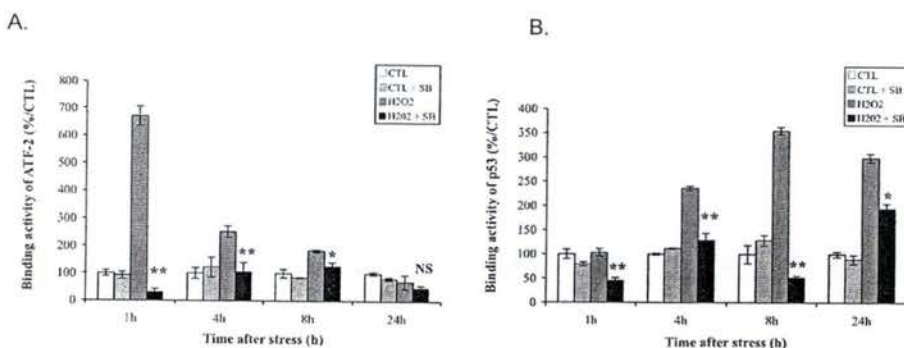 A.
B.
CTL
CTL + SB
H2O2
H202 + SB
800
700
600
500
400
300
200
100
0
Binding activity of ATF-2 (%/CTL)
**
**
*
NS
1h
4h
8h
24h
Time after stress (h)
CTL
CTL + SB
H2O2
H202 + SB
400
350
300
250
200
150
100
50
0
Binding activity of p53 (%/CTL)
**
**
**
*
1h
4h
8h
24h
Time after stress (h)